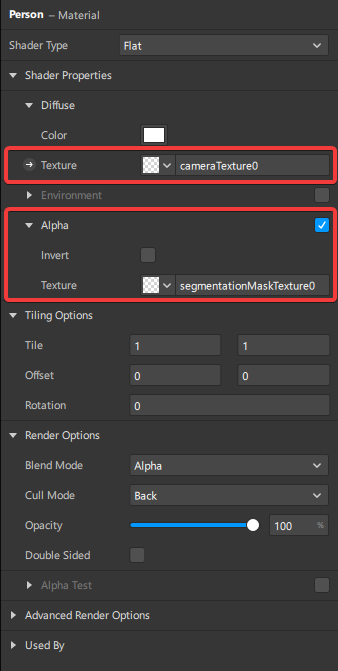 Person – Material
Shader Type Flat
Shader Properties
Diffuse
Color
Texture cameraTexture0
Environment
Alpha
Invert
Texture segmentationMaskTexture0
Tiling Options
Tile 1 1
Offset 0 0
Rotation 0
Render Options
Blend Mode Alpha
Cull Mode Back
Opacity 100 %
Double Sided
Alpha Test
Advanced Render Options
Used By